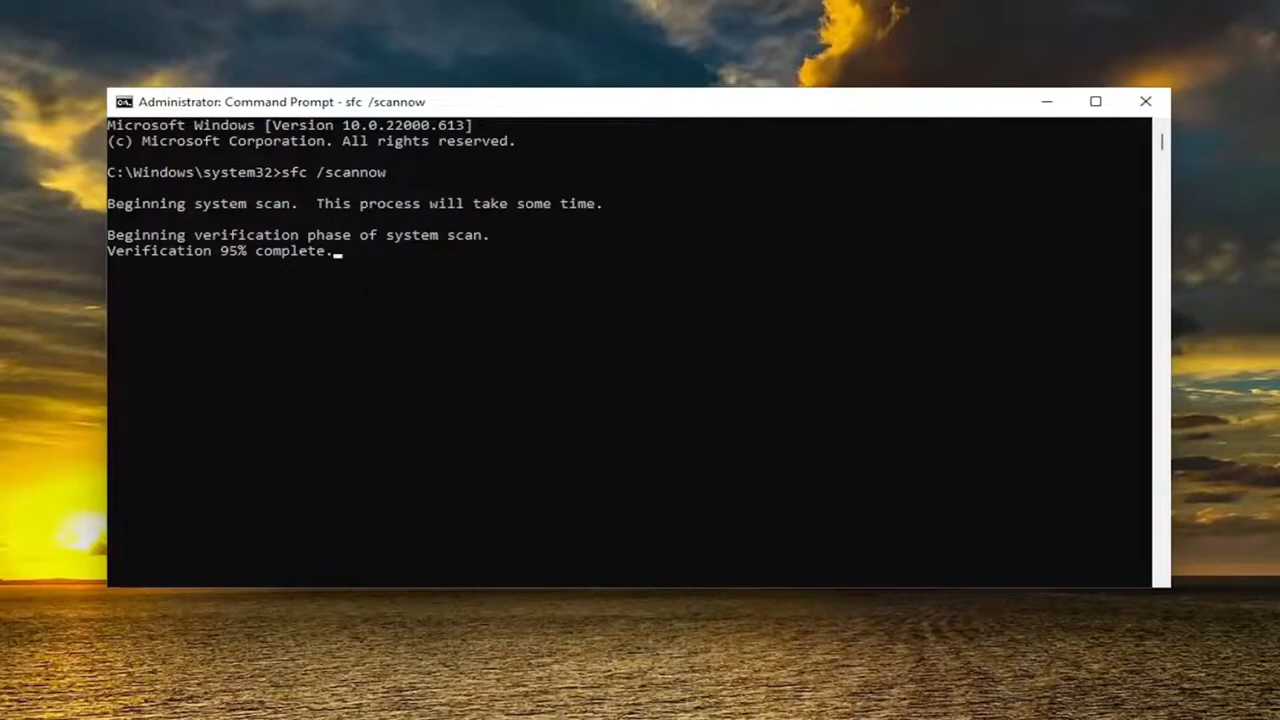 Administrator: Command Prompt - sfc  /scannow
Microsoft Windows [Version 10.0.22000.613]
(c) Microsoft Corporation. All rights reserved.
C:\Windows\system32>sfc /scannow
Beginning system scan.  This process will take some time.
Beginning verification phase of system scan.
Verification 95% complete.